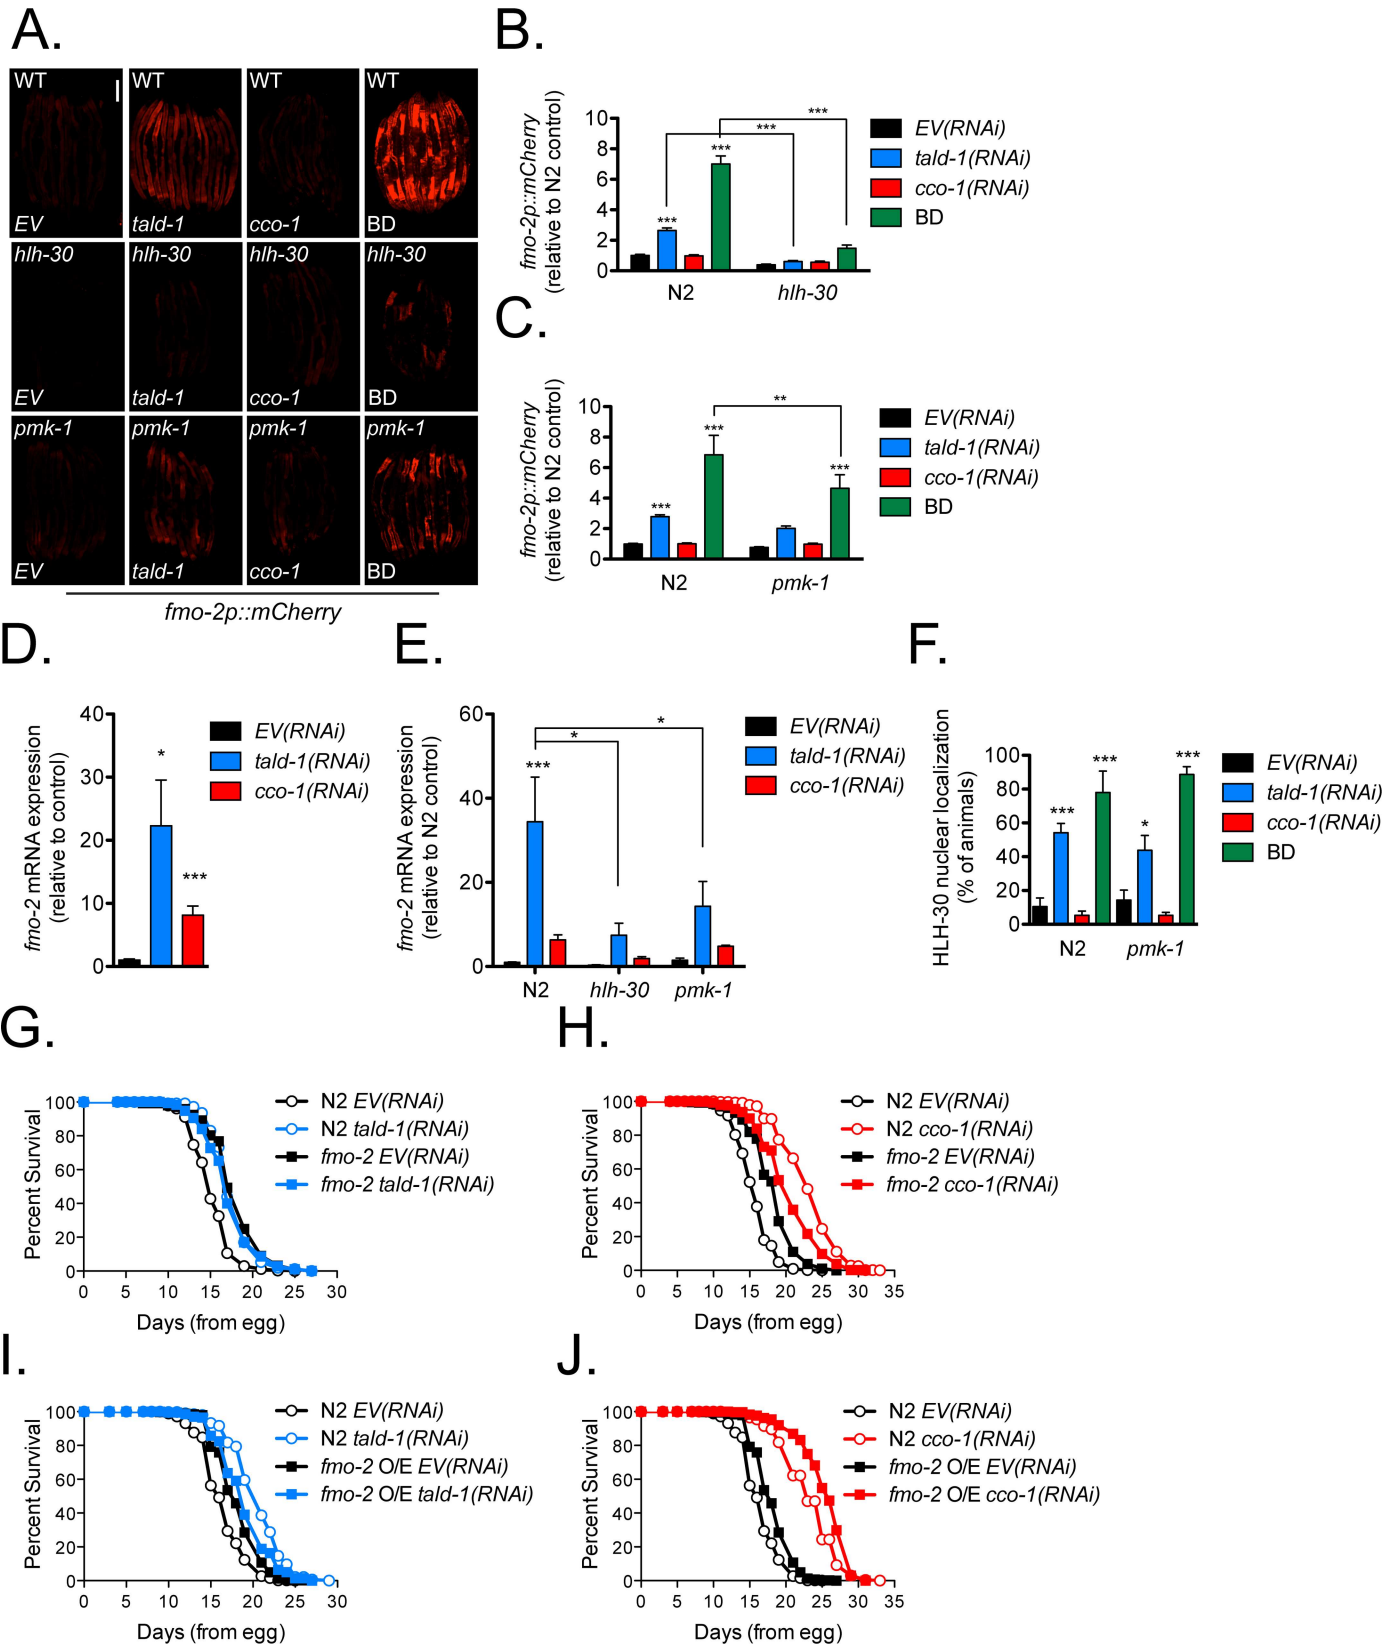 A.
WT WT WT WT
EV tald-1 cco-1 BD
hlh-30 hlh-30 hlh-30 hlh-30
EV tald-1 cco-1 BD
pmk-1 pmk-1 pmk-1 pmk-1
EV tald-1 cco-1 BD
fmo-2p::mCherry
B.
fmo-2p::mCherry
(relative to N2 control)
10
8
6
4
2
0
***
***
***
***
N2 hlh-30
EV(RNAi)
tald-1(RNAi)
cco-1(RNAi)
BD
C.
fmo-2p::mCherry
(relative to N2 control)
10
8
6
4
2
0
**
***
***
***
N2 pmk-1
EV(RNAi)
tald-1(RNAi)
cco-1(RNAi)
BD
D.
fmo-2 mRNA expression
(relative to control)
40
30
20
10
0
*
***
EV(RNAi)
tald-1(RNAi)
cco-1(RNAi)
E.
fmo-2 mRNA expression
(relative to N2 control)
60
40
20
0
*
*
***
N2 hlh-30 pmk-1
EV(RNAi)
tald-1(RNAi)
cco-1(RNAi)
F.
HLH-30 nuclear localization
(% of animals)
100
80
60
40
20
0
***
***
*
***
N2 pmk-1
EV(RNAi)
tald-1(RNAi)
cco-1(RNAi)
BD
G.
Percent Survival
100
80
60
40
20
0
0 5 10 15 20 25 30
Days (from egg)
N2 EV(RNAi)
N2 tald-1(RNAi)
fmo-2 EV(RNAi)
fmo-2 tald-1(RNAi)
H.
Percent Survival
100
80
60
40
20
0
0 5 10 15 20 25 30 35
Days (from egg)
N2 EV(RNAi)
N2 cco-1(RNAi)
fmo-2 EV(RNAi)
fmo-2 cco-1(RNAi)
I.
Percent Survival
100
80
60
40
20
0
0 5 10 15 20 25 30
Days (from egg)
N2 EV(RNAi)
N2 tald-1(RNAi)
fmo-2 O/E EV(RNAi)
fmo-2 O/E tald-1(RNAi)
J.
Percent Survival
100
80
60
40
20
0
0 5 10 15 20 25 30 35
Days (from egg)
N2 EV(RNAi)
N2 cco-1(RNAi)
fmo-2 O/E EV(RNAi)
fmo-2 O/E cco-1(RNAi)